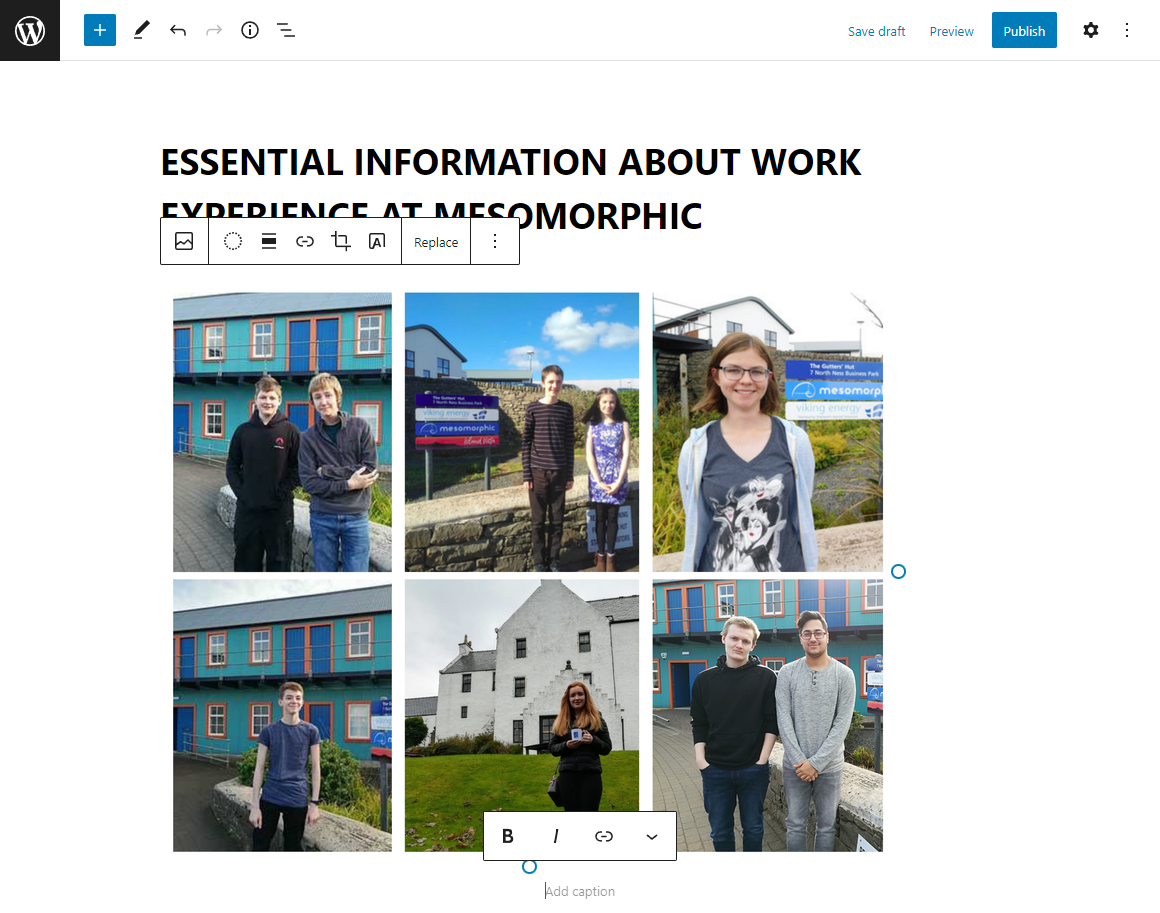 Save draft
Preview
Publish
ESSENTIAL INFORMATION ABOUT WORK
EXPERIENCE AT MESOMORPHIC
Replace
The Gutters' Hut
7 North Ness Business Park
viking energy
mesomorphic
The Gutters' Hut
7 North Ness Business Park
mesomorph
viking energy
B I
Add caption